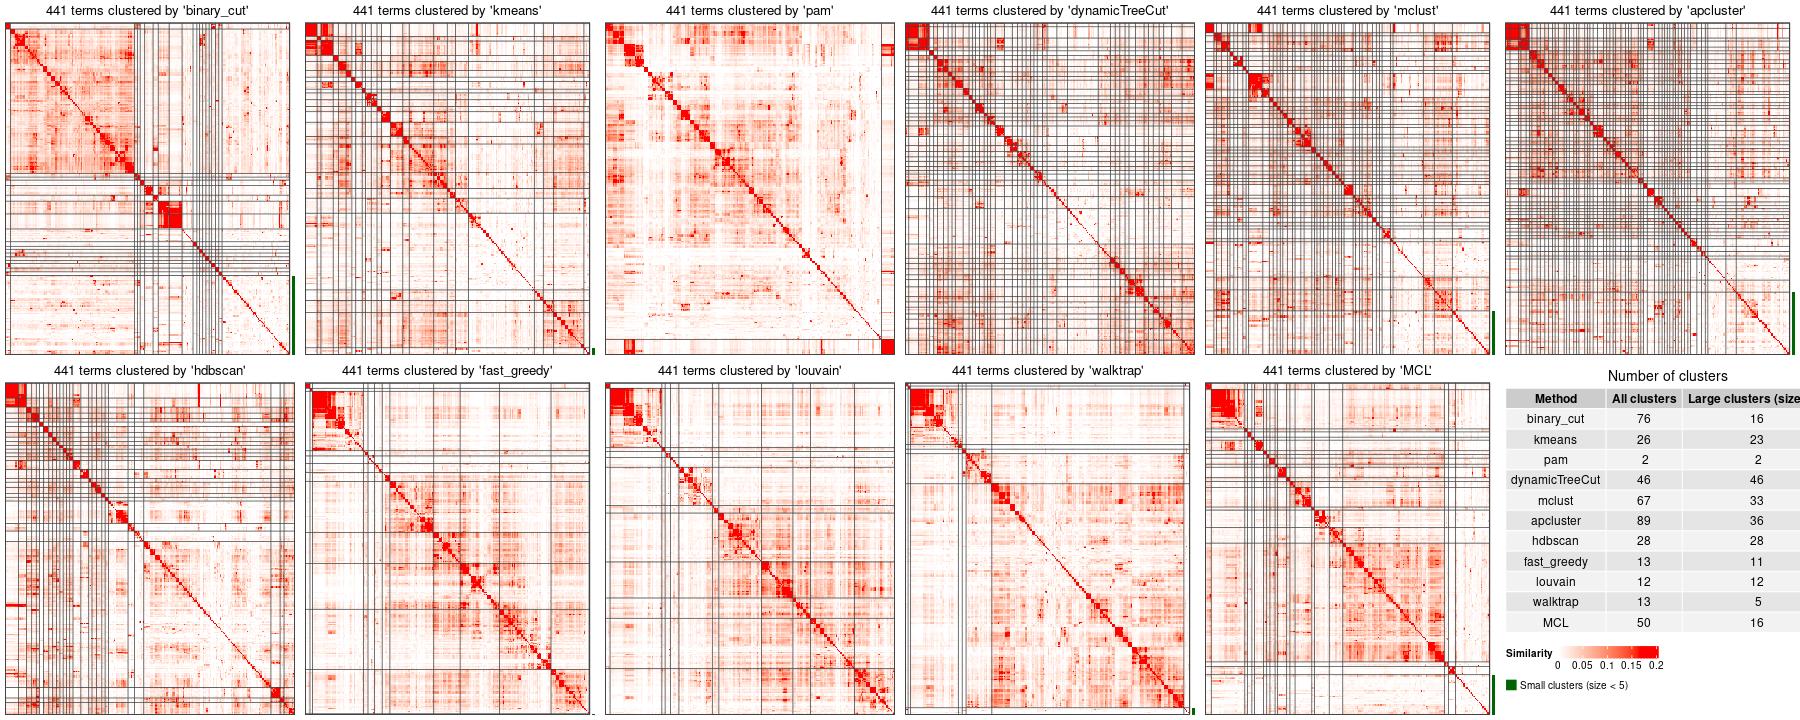 441 terms clustered by 'binary_cut'
441 terms clustered by 'kmeans'
441 terms clustered by 'pam'
441 terms clustered by 'dynamicTreeCut'
441 terms clustered by 'mclust'
441 terms clustered by 'apcluster'
441 terms clustered by 'hdbscan'
441 terms clustered by 'fast_greedy'
441 terms clustered by 'louvain'
441 terms clustered by 'walktrap'
441 terms clustered by 'MCL'
Number of clusters
Method All clusters Large clusters (size
binary_cut 76 16
kmeans 26 23
pam 2 2
dynamicTreeCut 46 46
mclust 67 33
apcluster 89 36
hdbscan 28 28
fast_greedy 13 11
louvain 12 12
walktrap 13 5
MCL 50 16
Similarity
0 0.05 0.1 0.15 0.2
Small clusters (size < 5)